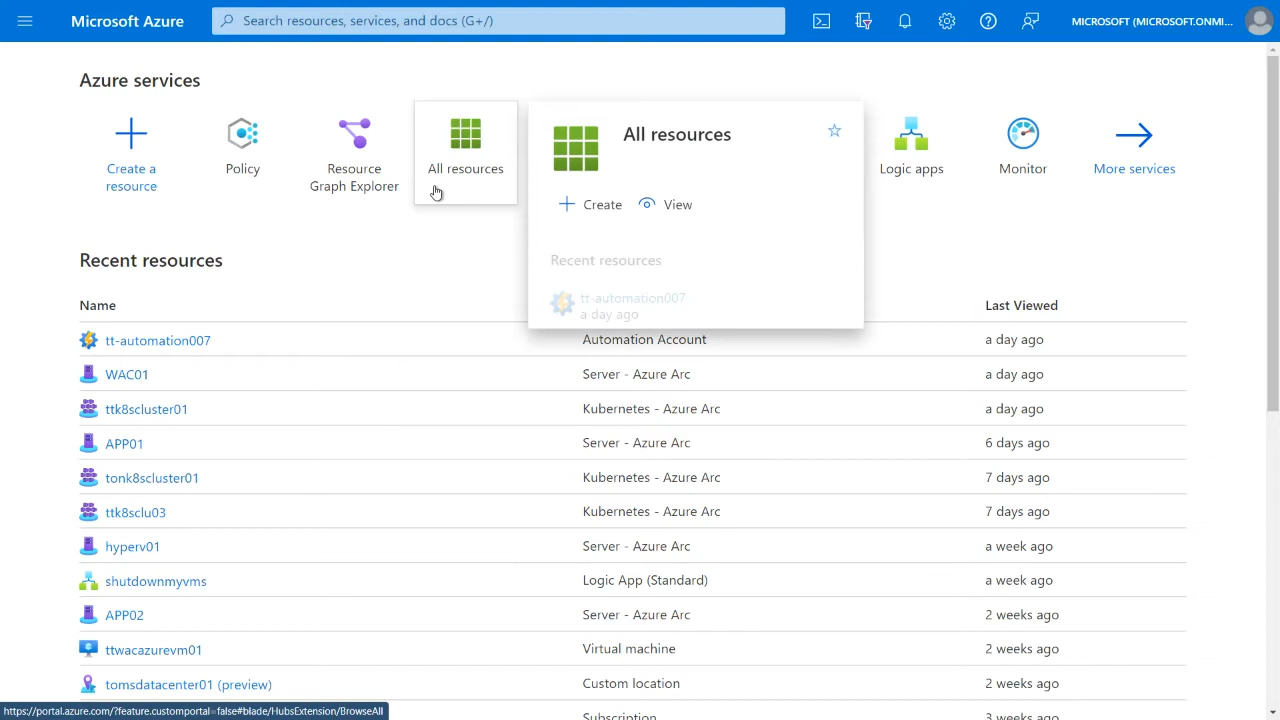 Microsoft Azure
Search resources, services, and docs (G+/)
MICROSOFT (MICROSOFT.ONMI...
Azure services
Create a
resource
Policy
Resource
Graph Explorer
All resources
All resources
Create
View
Recent resources
tt-automation007
a day ago
Logic apps
Monitor
More services
Recent resources
Name
Last Viewed
tt-automation007 Automation Account a day ago
WAC01 Server - Azure Arc a day ago
ttk8scluster01 Kubernetes - Azure Arc a day ago
APP01 Server - Azure Arc 6 days ago
tonk8scluster01 Kubernetes - Azure Arc 7 days ago
ttk8sclu03 Kubernetes - Azure Arc 7 days ago
hyperv01 Server - Azure Arc a week ago
shutdownmyvms Logic App (Standard) a week ago
APP02 Server - Azure Arc 2 weeks ago
ttwacazurevm01 Virtual machine 2 weeks ago
tomsdatacenter01 (preview) Custom location 2 weeks ago
Subscription 3 weeks ago
https://portal.azure.com/?feature.customportal=false#blade/HubsExtension/BrowseAll